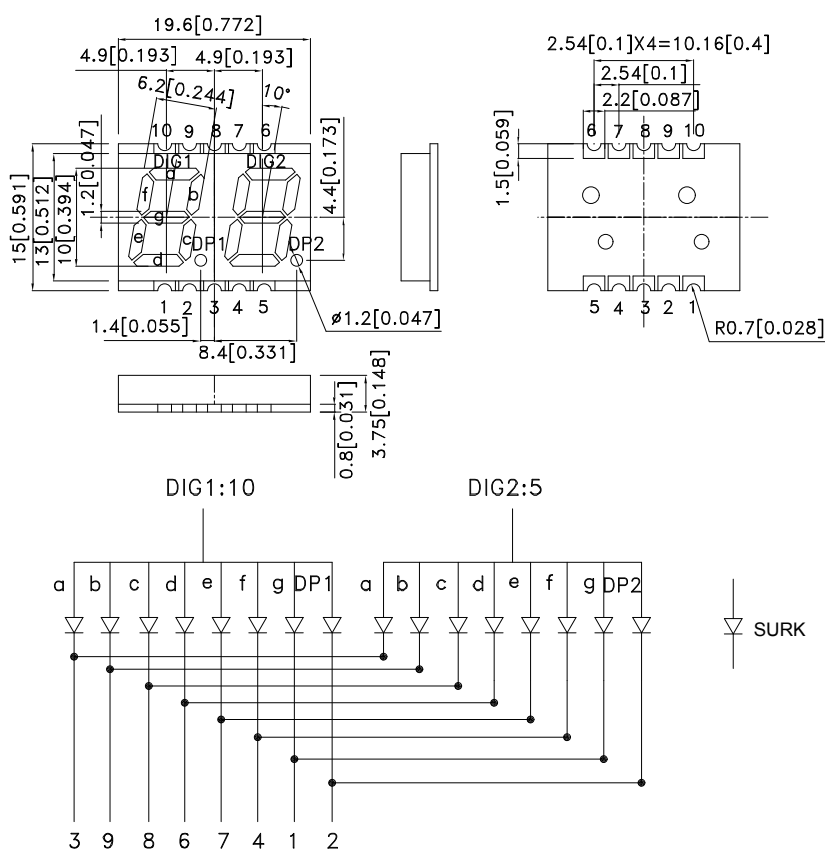 19.6[0.772]
4.9[0.193] 4.9[0.193]
6.2[0.244] 10°
10 9 8 7 6
DIG1 DIG2
a
f b
g
e c
d
DP1 DP2
15[0.591]
13[0.512]
10[0.394]
1.2[0.047]
4.4[0.173]
1 2 3 4 5
1.4[0.055]
8.4[0.331]
ø1.2[0.047]
2.54[0.1]X4=10.16[0.4]
2.54[0.1]
2.2[0.087]
6 7 8 9 10
1.5[0.059]
5 4 3 2 1
R0.7[0.028]
0.8[0.031]
3.75[0.148]
DIG1:10 DIG2:5
a b c d e f g DP1 a b c d e f g DP2
SURK
3 9 8 6 7 4 1 2